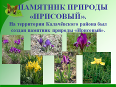 ПАМЯТНИК ПРИРОДЫ
«ИРИСОВЫЙ».
На территории Калачёвского района был
создан памятник природы «Ирисовый».